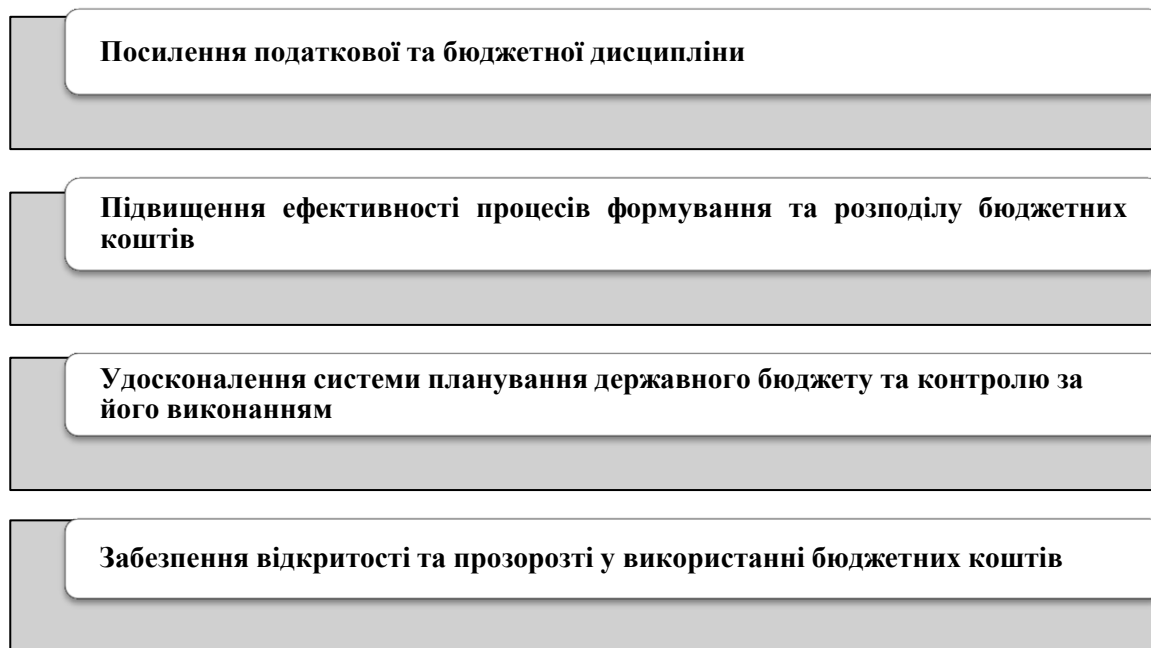 Посилення податкової та бюджетної дисципліни
Підвищення ефективності процесів формування та розподілу бюджетних
коштів
Удосконалення системи планування державного бюджету та контролю за
його виконанням
Забезпення відкритості та прозорозті у використанні бюджетних коштів